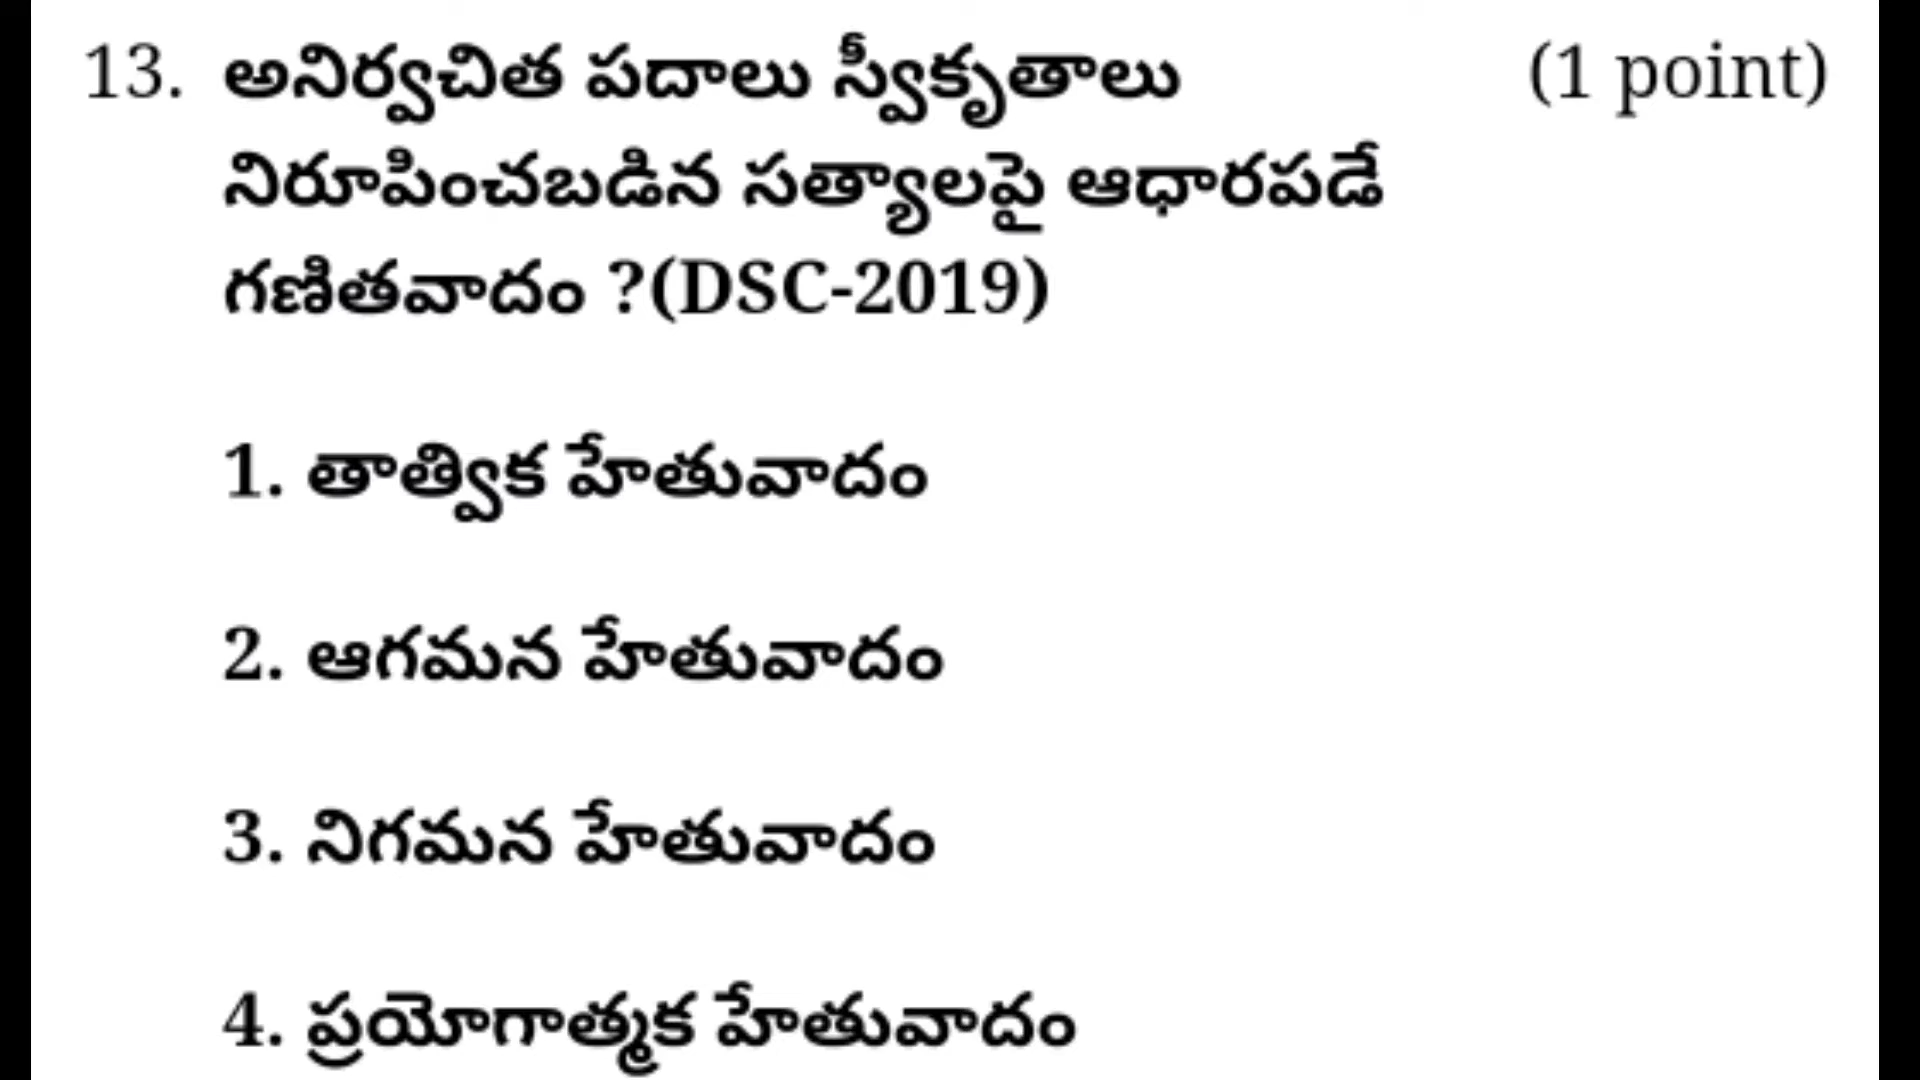 13. అనిర్వచిత పదాలు స్వీకృతాలు (1 point)
నిరూపించబడిన సత్యాలపై ఆధారపడే
గణితవాదం ?(DSC-2019)
1. తాత్విక హేతువాదం
2. ఆగమన హేతువాదం
3. నిగమన హేతువాదం
4. ప్రయోగాత్మక హేతువాదం